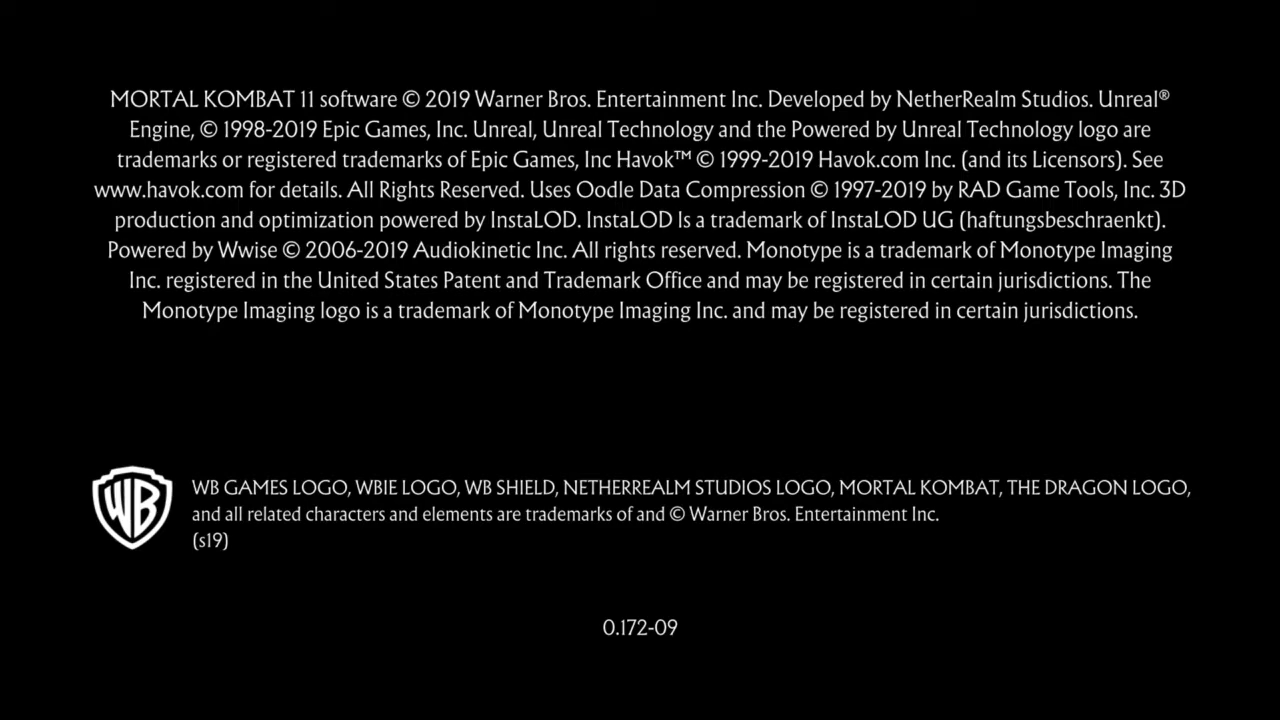 MORTAL KOMBAT 11 software © 2019 Warner Bros. Entertainment Inc. Developed by NetherRealm Studios. Unreal®
Engine, © 1998-2019 Epic Games, Inc. Unreal, Unreal Technology and the Powered by Unreal Technology logo are
trademarks or registered trademarks of Epic Games, Inc Havok™ © 1999-2019 Havok.com Inc. (and its Licensors). See
www.havok.com for details. All Rights Reserved. Uses Oodle Data Compression © 1997-2019 by RAD Game Tools, Inc. 3D
production and optimization powered by InstaLOD. InstaLOD Is a trademark of InstaLOD UG (haftungsbeschraenkt).
Powered by Wwise © 2006-2019 Audiokinetic Inc. All rights reserved. Monotype is a trademark of Monotype Imaging
Inc. registered in the United States Patent and Trademark Office and may be registered in certain jurisdictions. The
Monotype Imaging logo is a trademark of Monotype Imaging Inc. and may be registered in certain jurisdictions.
WB
WB GAMES LOGO, WBIE LOGO, WB SHIELD, NETHERREALM STUDIOS LOGO, MORTAL KOMBAT, THE DRAGON LOGO,
and all related characters and elements are trademarks of and © Warner Bros. Entertainment Inc.
(s19)
0.172-09